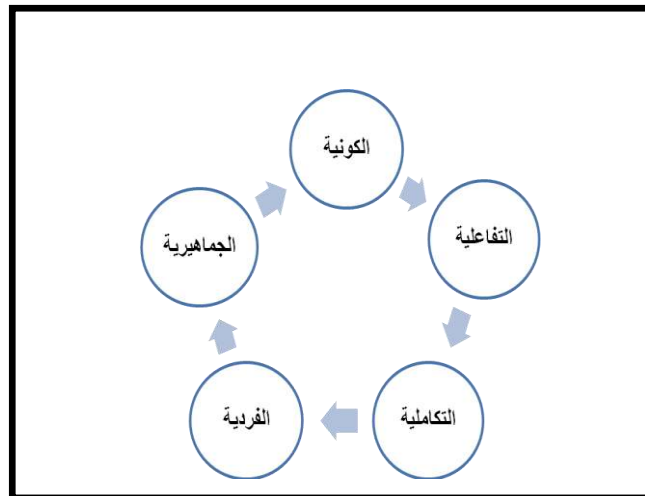 الكونية
التفاعلية
التكاملية
الفردية
الجماهيرية